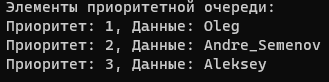 Элементы приоритетной очереди:
Приоритет: 1, Данные: Oleg
Приоритет: 2, Данные: Andre_Semenov
Приоритет: 3, Данные: Aleksey